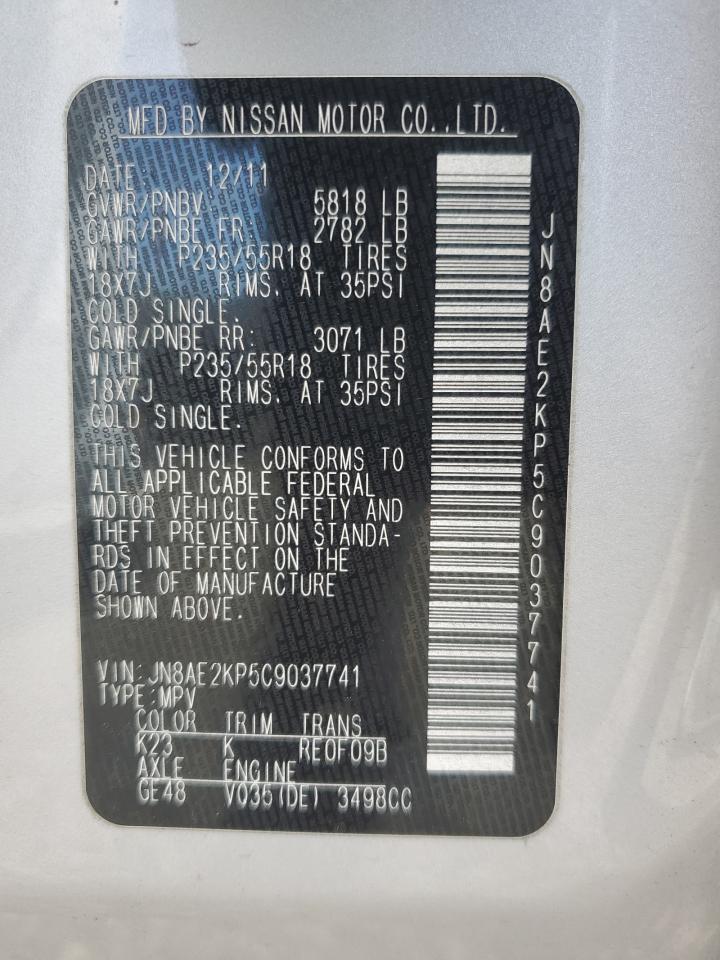 MFD BY NISSAN MOTOR CO.,LTD.
DATE 12/11
GVWR/PNBV 5818 LB
GAWR/PNBE FR: 2782 LB
WITH P235/55R18 TIRES
18X7J RIMS. AT 35PSI
COLD SINGLE.
GAWR/PNBE RR: 3071 LB
WITH P235/55R18 TIRES
18X7J RIMS. AT 35PSI
COLD SINGLE.
THIS VEHICLE CONFORMS TO
ALL APPLICABLE FEDERAL
MOTOR VEHICLE SAFETY AND
THEFT PREVENTION STANDA-
RDS IN EFFECT ON THE
DATE OF MANUFACTURE
SHOWN ABOVE.
VIN:JN8AE2KP5C9037741
TYPE:MPV
COLOR TRIM TRANS
K23 K RE0F09B
AXLE ENGINE
GE48 VQ35(DE) 3498CC
JN8AE2KP5C9037741